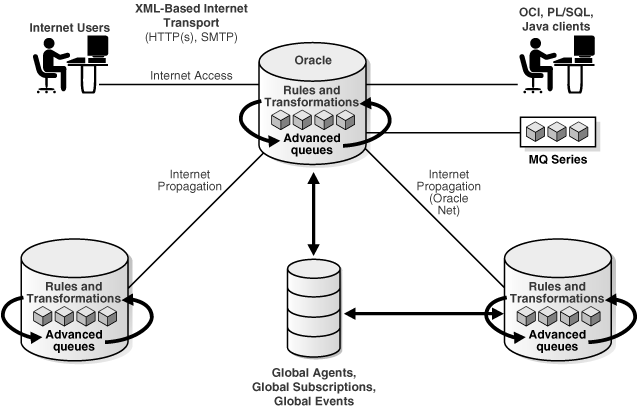 XML-Based Internet
Transport
(HTTP(s), SMTP)
Internet Users
OCI, PL/SQL,
Java clients
Internet Access
Oracle
Rules and
Transformations
Advanced
queues
MQ Series
Internet
Propagation
Internet
Propagation
(Oracle
Net)
Rules and
Transformations
Advanced
queues
Rules and
Transformations
Advanced
queues
Global Agents,
Global Subscriptions,
Global Events